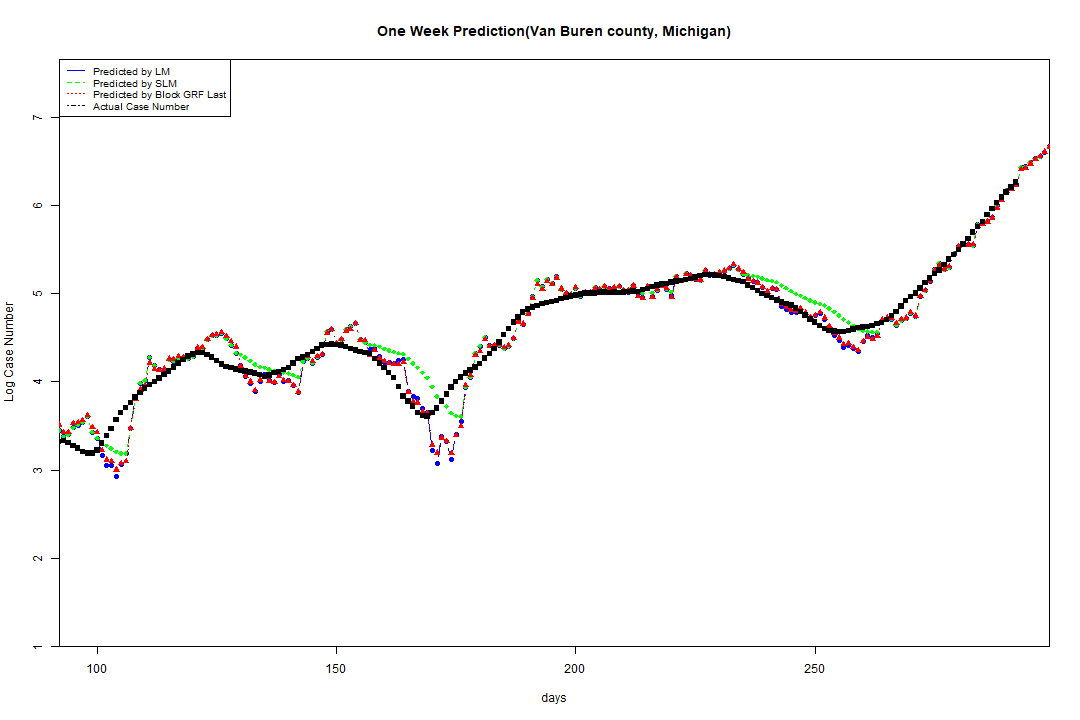 One Week Prediction(Van Buren county, Michigan)
Predicted by LM
Predicted by SLM
Predicted by Block GRF Last
Actual Case Number
7
6
5
4
3
2
1
Log Case Number
100 150 200 250
days